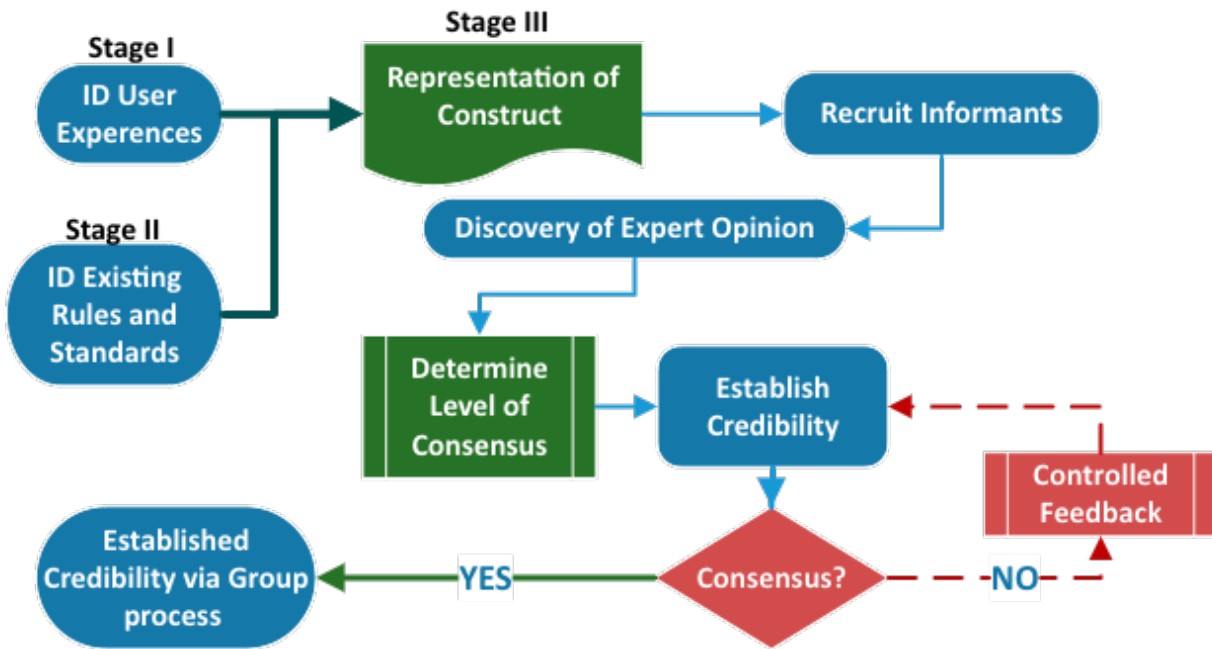 Stage III
Stage I
ID User
Experences
Representation of
Construct
Recruit Informants
Stage II
ID Existing
Rules and
Standards
Discovery of Expert Opinion
Determine
Level of
Consensus
Establish
Credibility
Controlled
Feedback
Consensus?
NO
YES
Established
Credibility via Group
process